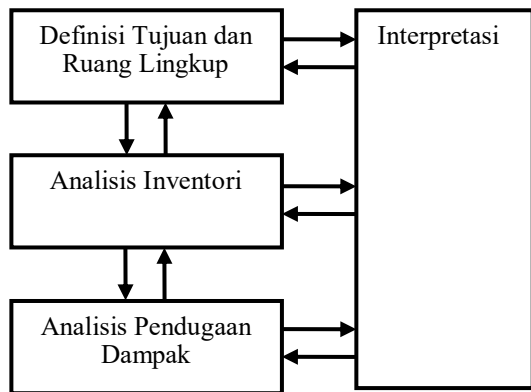 Definisi Tujuan dan
Ruang Lingkup
Interpretasi
Analisis Inventori
Analisis Pendugaan
Dampak